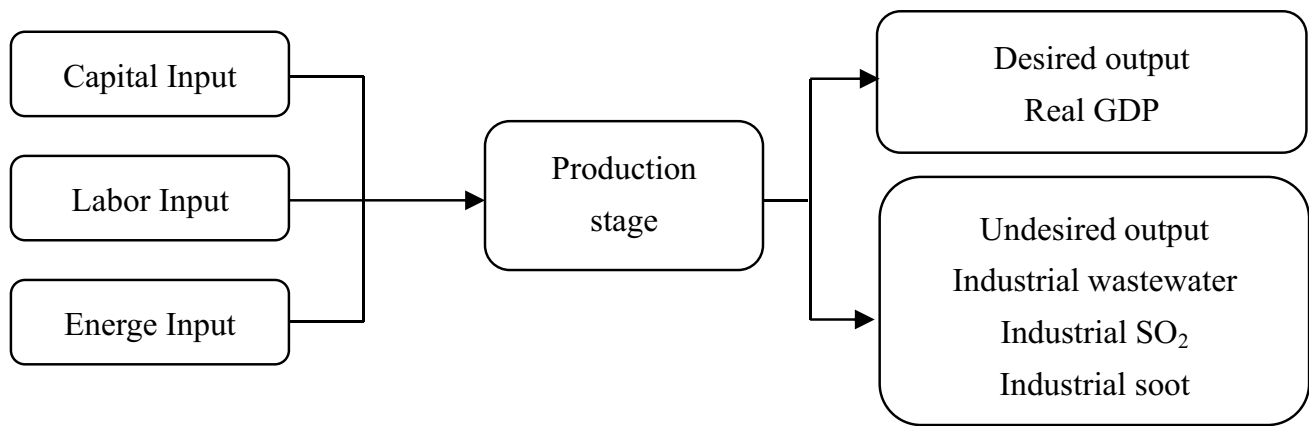 Capital Input
Labor Input
Energe Input
Production
stage
Desired output
Real GDP
Undesired output
Industrial wastewater
Industrial SO₂
Industrial soot